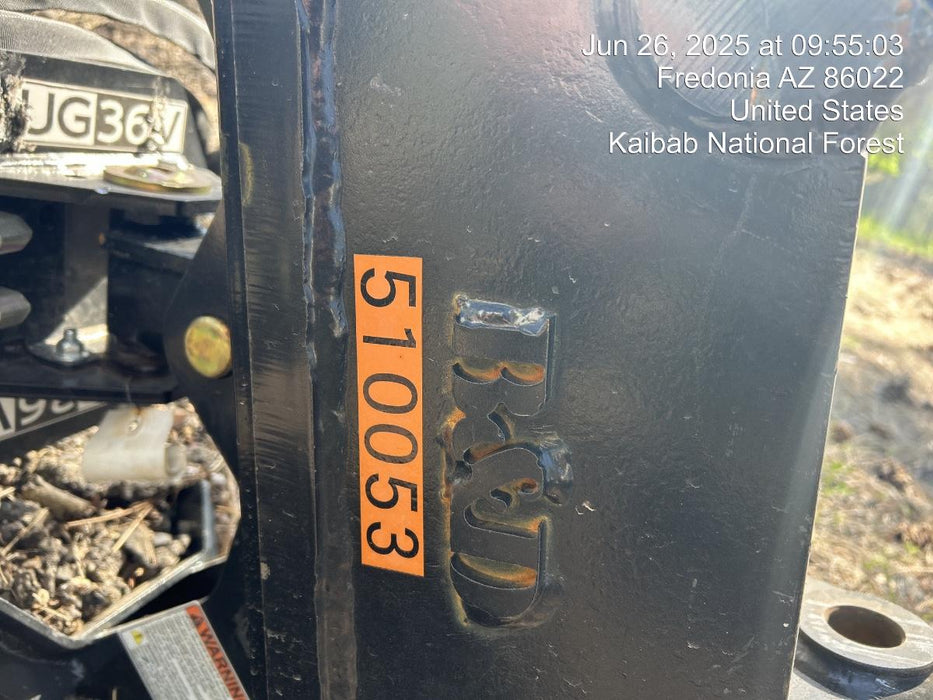 Jun 26, 2025 at 09:55:03
Fredonia AZ 86022
United States
Kaibab National Forest
UG36V
510053
R&D
WARNING